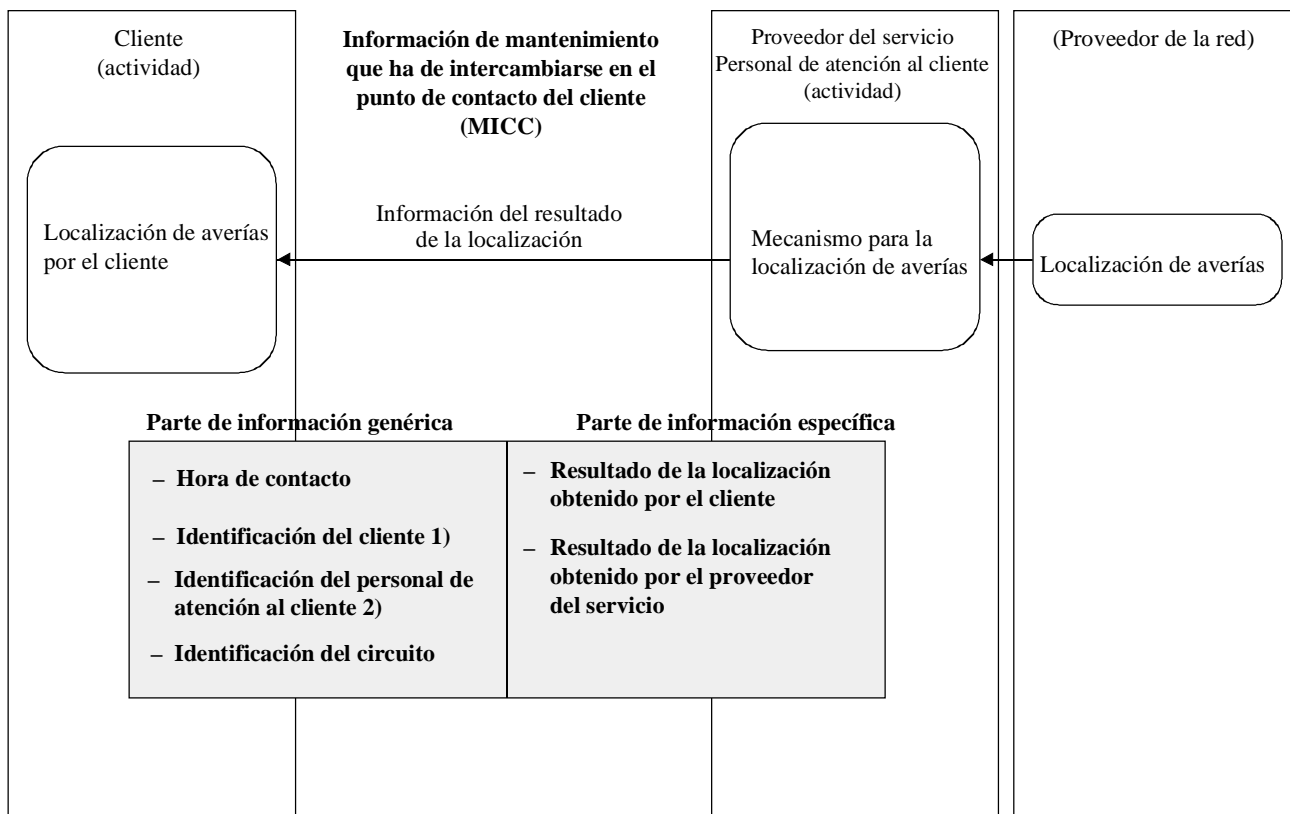 Cliente
(actividad)
Información de mantenimiento
que ha de intercambiarse en el
punto de contacto del cliente
(MICC)
Proveedor del servicio
Personal de atención al cliente
(actividad)
(Proveedor de la red)
Localización de averías
por el cliente
Información del resultado
de la localización
Mecanismo para la
localización de averías
Localización de averías
Parte de información genérica
– Hora de contacto
– Identificación del cliente 1)
– Identificación del personal de
atención al cliente 2)
– Identificación del circuito
Parte de información específica
– Resultado de la localización
obtenido por el cliente
– Resultado de la localización
obtenido por el proveedor
del servicio